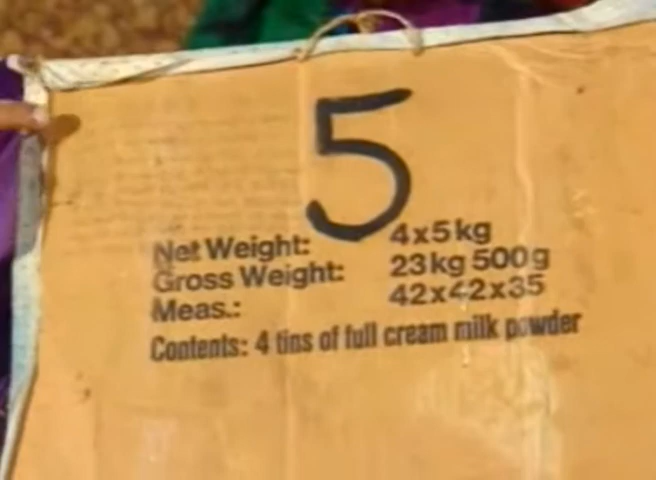 5
Net Weight: 4x5kg
Gross Weight: 23kg 500g
Meas.: 42x42x35
Contents: 4 tins of full cream milk powder